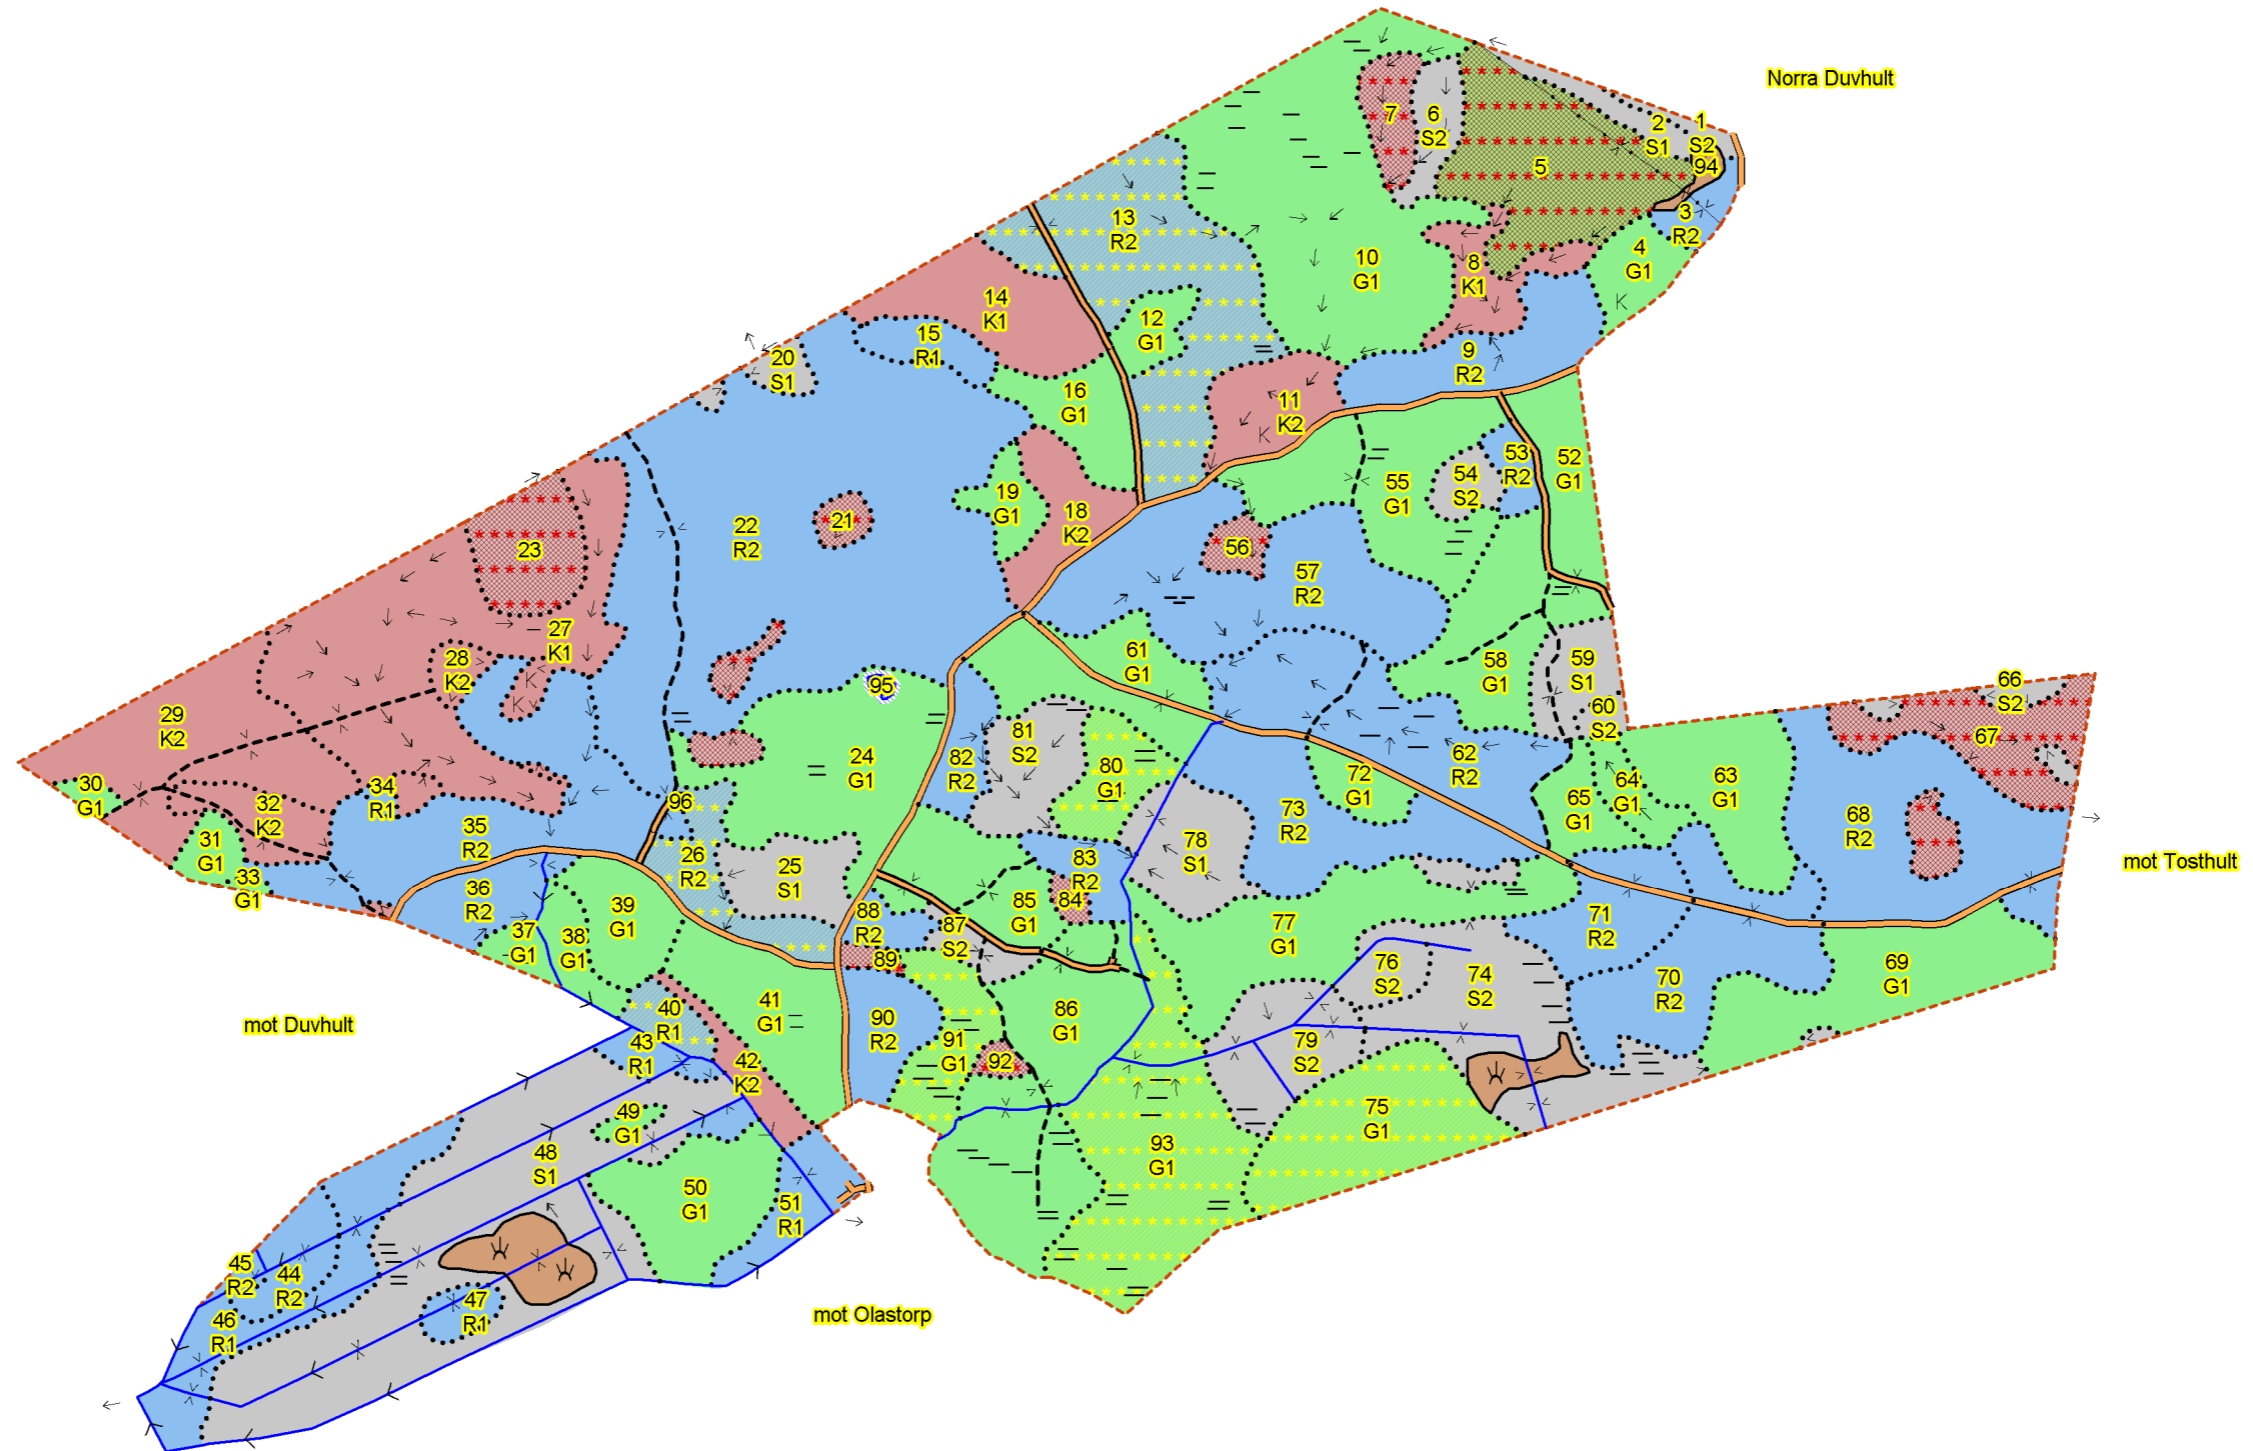 Norra Duvhult
1
S2
2
S1
94
3
R2
4
G1
5
6
S2
7
8
K1
9
R2
10
G1
11
K2
12
G1
13
R2
14
K1
15
R1
16
G1
18
K2
19
G1
20
S1
21
22
R2
23
24
G1
25
S1
26
R2
27
K1
28
K2
29
K2
30
G1
31
G1
32
K2
33
G1
34
R1
35
R2
36
R2
37
G1
38
G1
39
G1
40
R1
41
G1
42
K2
43
R1
44
R2
45
R2
46
R1
47
R1
48
S1
49
G1
50
G1
51
R1
52
G1
53
R2
54
S2
55
G1
56
57
R2
58
G1
59
S1
60
S2
61
G1
62
R2
63
G1
64
G1
65
G1
66
S2
67
68
R2
69
G1
70
R2
71
R2
72
G1
73
R2
74
S2
75
G1
76
S2
77
G1
78
S1
79
S2
80
G1
81
S2
82
R2
83
R2
84
85
G1
86
G1
87
S2
88
R2
89
90
R2
91
G1
92
93
G1
95
96
K
K
K
K
mot Tosthult
mot Duvhult
mot Olastorp